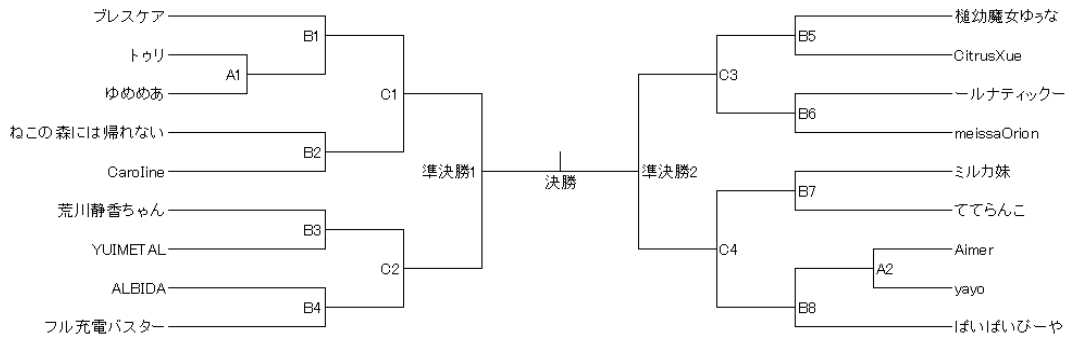 ブレスケア
B1
トゥリ
A1
ゆめめあ
C1
ねこの森には帰れない
B2
Caroline
準決勝1
荒川静香ちゃん
B3
YUIMETAL
C2
ALBIDA
B4
フル充電バスター
決勝
槌幼魔女ゆぅな
B5
CitrusXue
C3
ールナティックー
B6
meissaOrion
準決勝2
ミルカ妹
B7
ててらんこ
C4
Aimer
A2
yayo
B8
ぱいぱいびーや